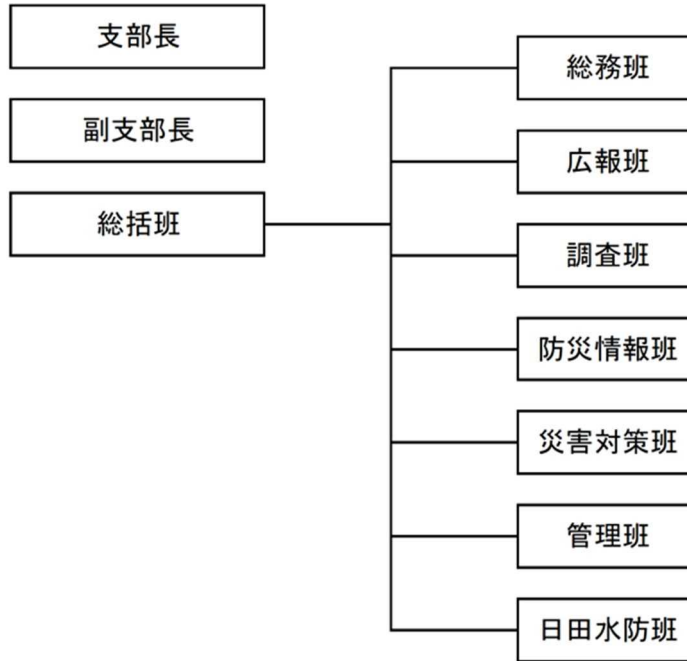 支部長
副支部長
総括班
総務班
広報班
調査班
防災情報班
災害対策班
管理班
日田水防班